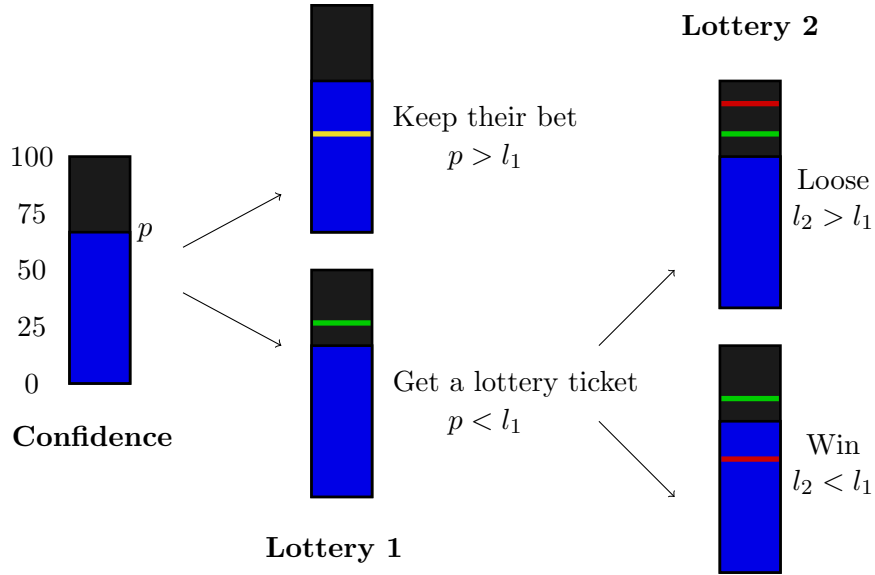 100
75
50
25
0
p
Confidence
Keep their bet
p > l₁
Get a lottery ticket
p < l₁
Lottery 1
Lottery 2
Loose
l₂ > l₁
Win
l₂ < l₁